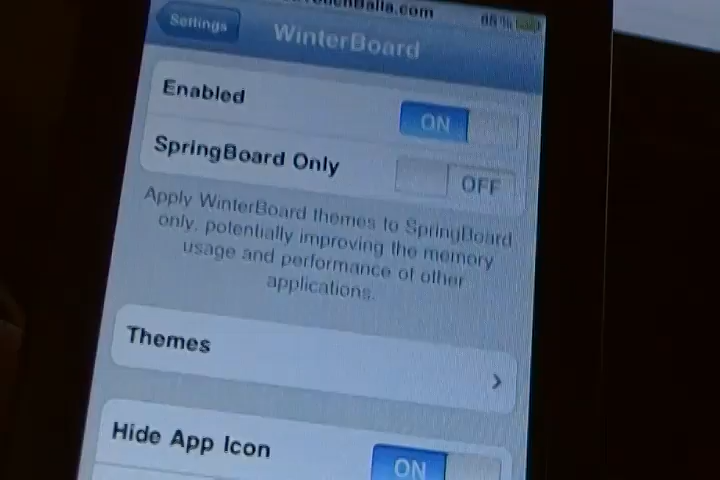 Settings
WinterBoard
Enabled
ON
SpringBoard Only
OFF
Apply WinterBoard themes to SpringBoard
only, potentially improving the memory
usage and performance of other
applications.
Themes
Hide App Icon
ON